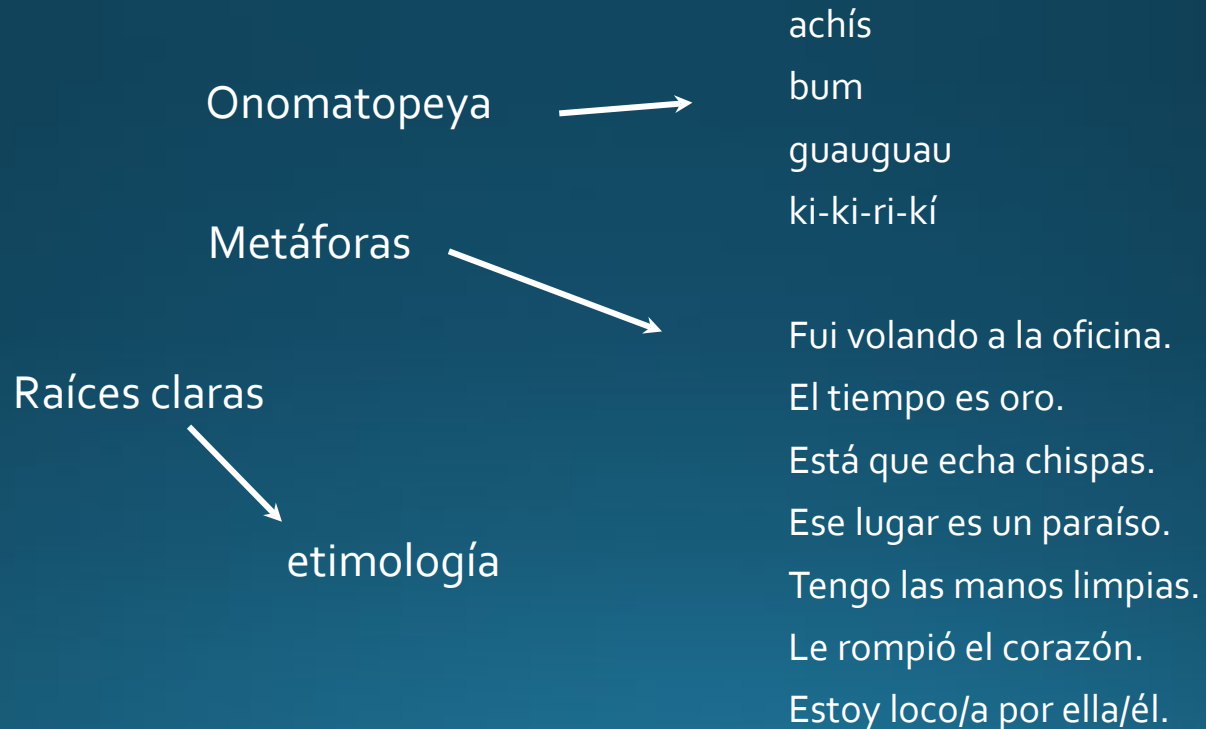 Onomatopeya
achís
bum
guauguau
ki-ki-ri-kí
Metáforas
Fui volando a la oficina.
El tiempo es oro.
Está que echa chispas.
Ese lugar es un paraíso.
Tengo las manos limpias.
Le rompió el corazón.
Estoy loco/a por ella/él.
Raíces claras
etimología